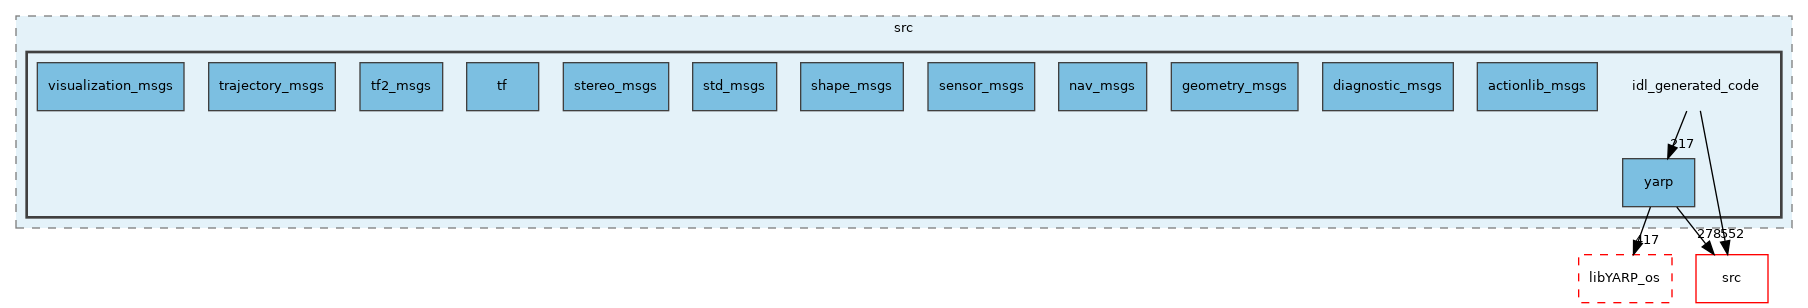 src
visualization_msgs
trajectory_msgs
tf2_msgs
tf
stereo_msgs
std_msgs
shape_msgs
sensor_msgs
nav_msgs
geometry_msgs
diagnostic_msgs
actionlib_msgs
idl_generated_code
217
yarp
417
278
552
libYARP_os
src